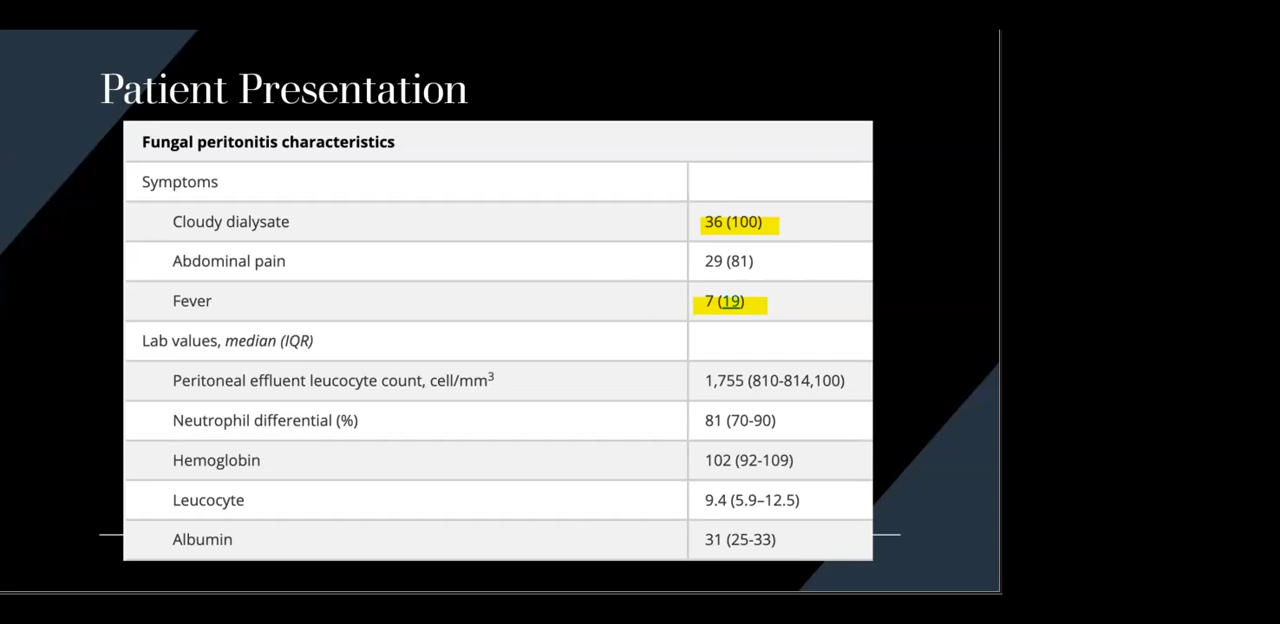 Patient Presentation
Fungal peritonitis characteristics
Symptoms
Cloudy dialysate 36 (100)
Abdominal pain 29 (81)
Fever 7 (19)
Lab values, median (IQR)
Peritoneal effluent leucocyte count, cell/mm³ 1,755 (810-814,100)
Neutrophil differential (%) 81 (70-90)
Hemoglobin 102 (92-109)
Leucocyte 9.4 (5.9–12.5)
Albumin 31 (25-33)